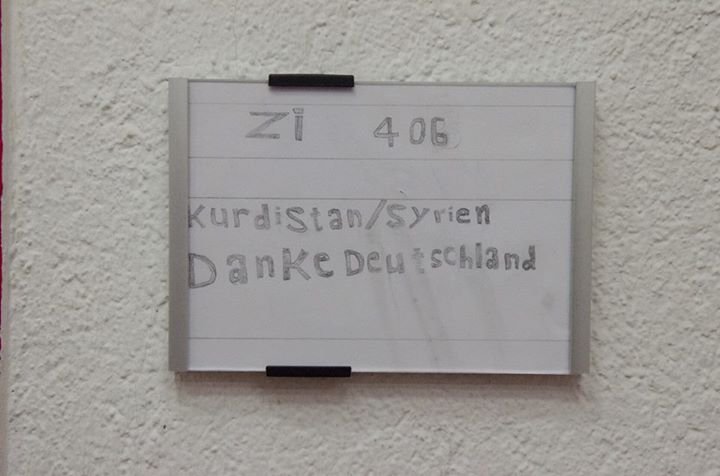 Zi 406
Kurdistan/Syrien
Danke Deutschland